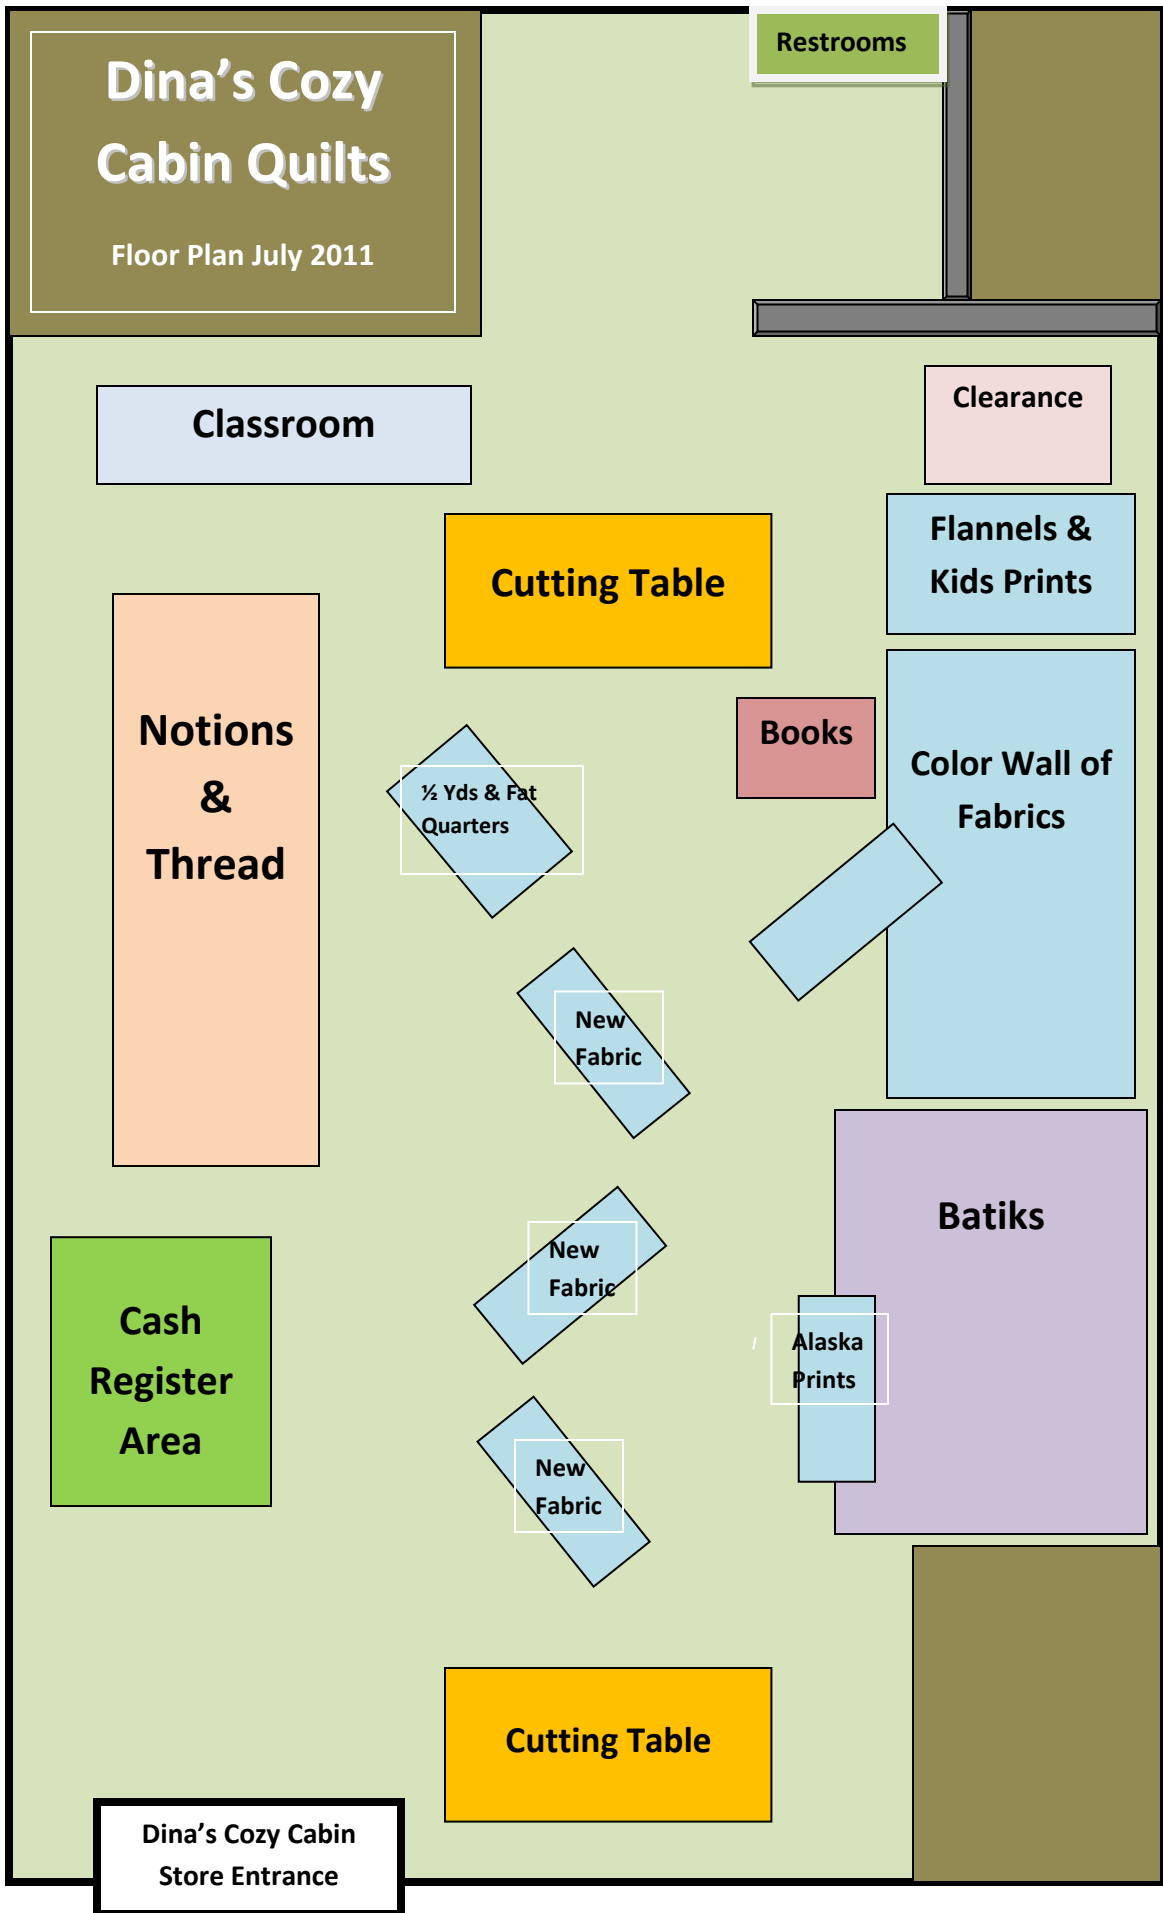 Dina’s Cozy
Cabin Quilts
Floor Plan July 2011
Restrooms
Classroom
Clearance
Cutting Table
Flannels &
Kids Prints
Notions
&
Thread
Books
Color Wall of
Fabrics
½ Yds & Fat
Quarters
New
Fabric
Batiks
New
Fabric
Cash
Register
Area
Alaska
Prints
New
Fabric
Cutting Table
Dina’s Cozy Cabin
Store Entrance